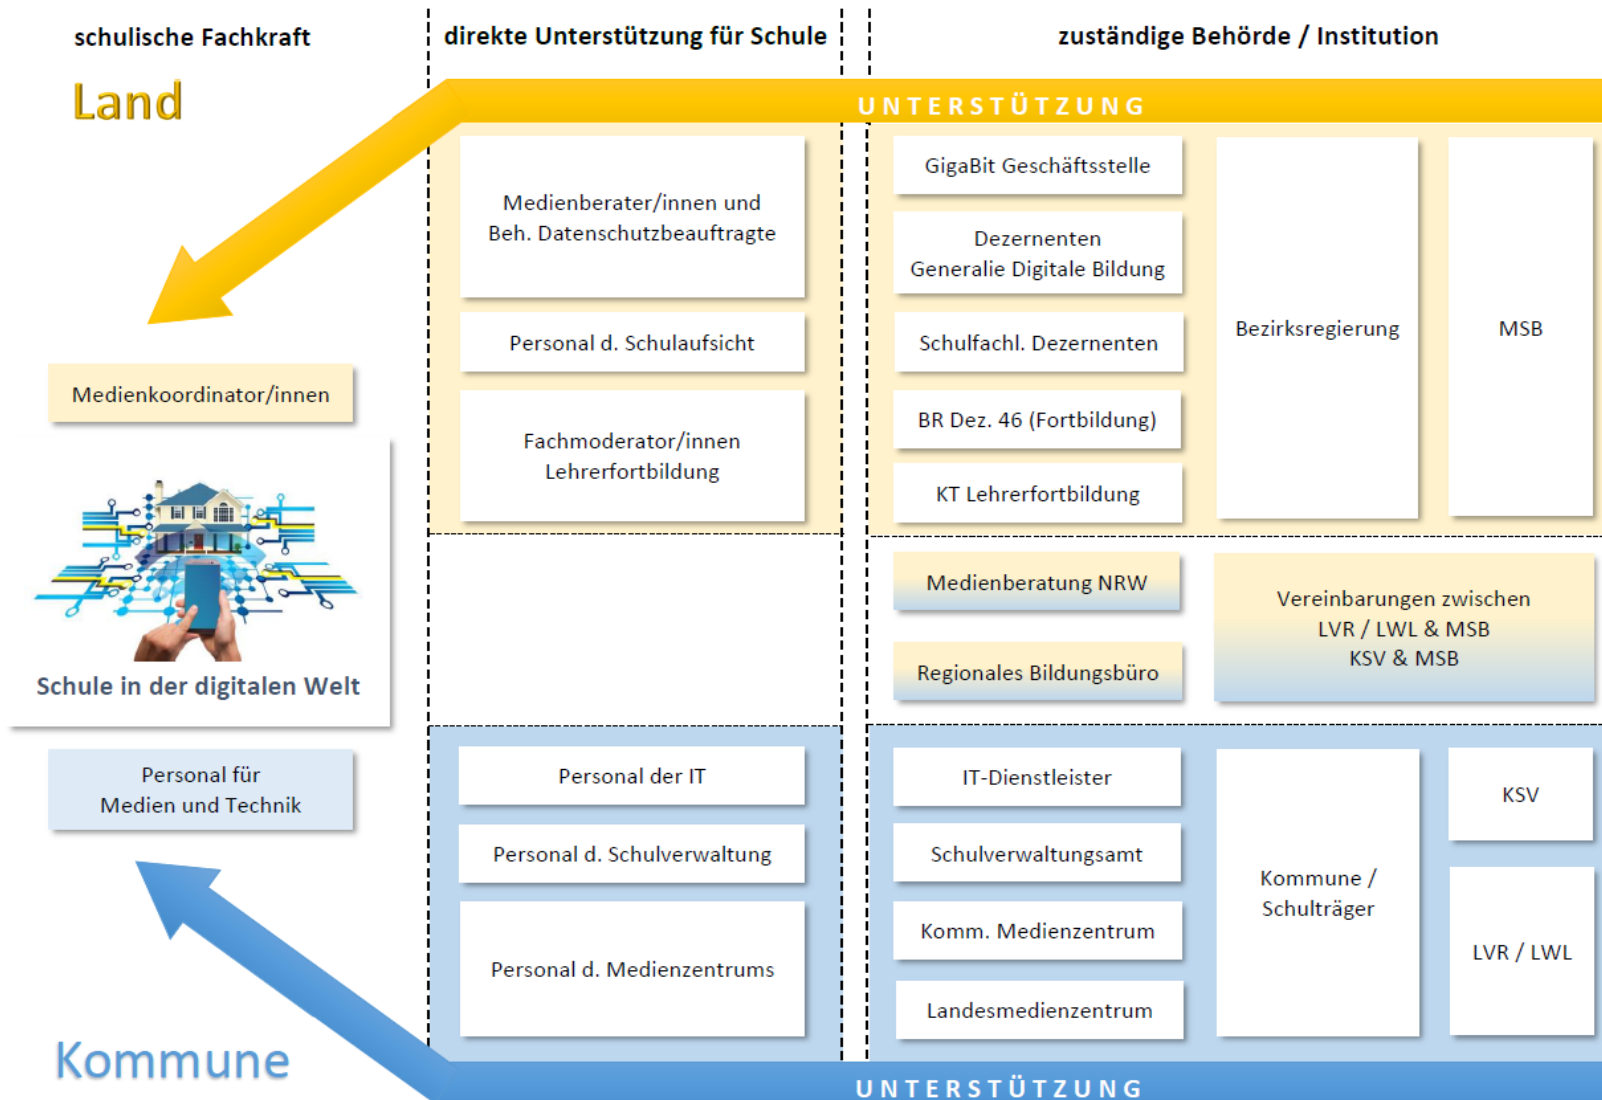 schulische Fachkraft
direkte Unterstützung für Schule
zuständige Behörde / Institution
Land
UNTERSTÜTZUNG
Medienberater/innen und
Beh. Datenschutzbeauftragte
Personal d. Schulaufsicht
Fachmoderator/innen
Lehrerfortbildung
GigaBit Geschäftsstelle
Dezernenten
Generalie Digitale Bildung
Schulfachl. Dezernenten
BR Dez. 46 (Fortbildung)
KT Lehrerfortbildung
Bezirksregierung
MSB
Medienkoordinator/innen
Schule in der digitalen Welt
Medienberatung NRW
Regionales Bildungsbüro
Vereinbarungen zwischen
LVR / LWL & MSB
KSV & MSB
Personal für
Medien und Technik
Personal der IT
Personal d. Schulverwaltung
Personal d. Medienzentrums
IT-Dienstleister
Schulverwaltungsamt
Komm. Medienzentrum
Landesmedienzentrum
Kommune /
Schulträger
KSV
LVR / LWL
Kommune
UNTERSTÜTZUNG